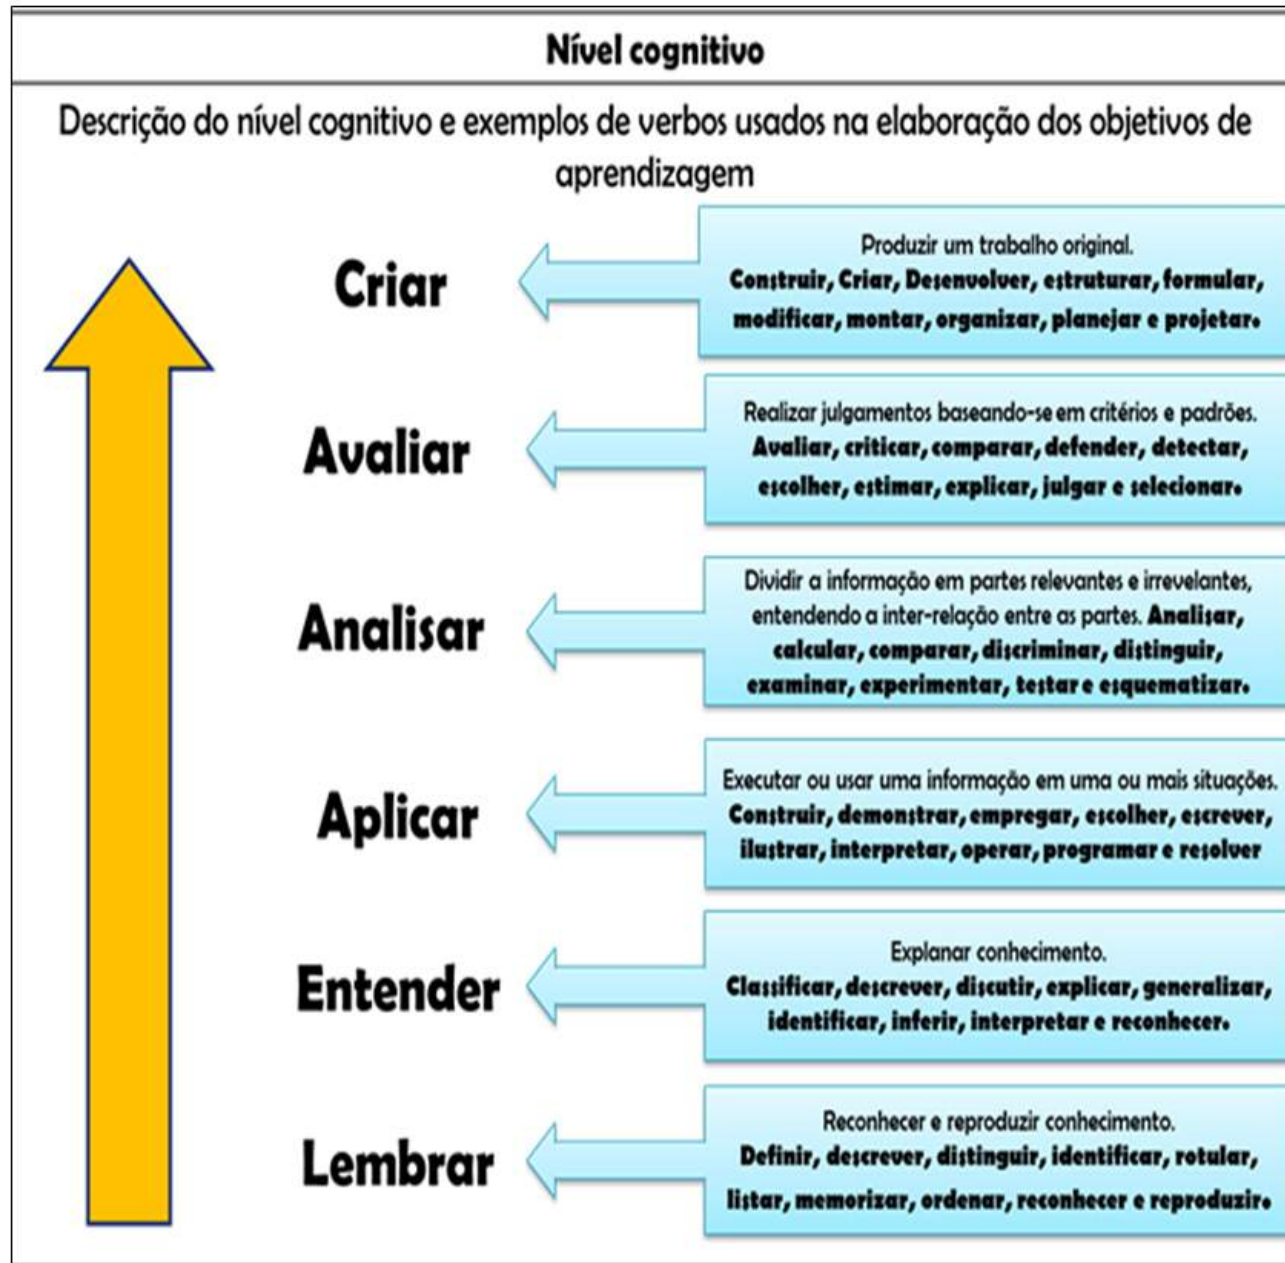 Nível cognitivo
Descrição do nível cognitivo e exemplos de verbos usados na elaboração dos objetivos de
aprendizagem
Criar
Produzir um trabalho original.
Construir, Criar, Desenvolver, estruturar, formular,
modificar, montar, organizar, planejar e projetar.
Avaliar
Realizar julgamentos baseando-se em critérios e padrões.
Avaliar, criticar, comparar, defender, detectar,
escolher, estimar, explicar, julgar e selecionar.
Analisar
Dividir a informação em partes relevantes e irrevelantes,
entendendo a inter-relação entre as partes. Analisar,
calcular, comparar, discriminar, distinguir,
examinar, experimentar, testar e esquematizar.
Aplicar
Executar ou usar uma informação em uma ou mais situações.
Construir, demonstrar, empregar, escolher, escrever,
ilustrar, interpretar, operar, programar e resolver
Entender
Explanar conhecimento.
Classificar, descrever, discutir, explicar, generalizar,
identificar, inferir, interpretar e reconhecer.
Lembrar
Reconhecer e reproduzir conhecimento.
Definir, descrever, distinguir, identificar, rotular,
listar, memorizar, ordenar, reconhecer e reproduzir.